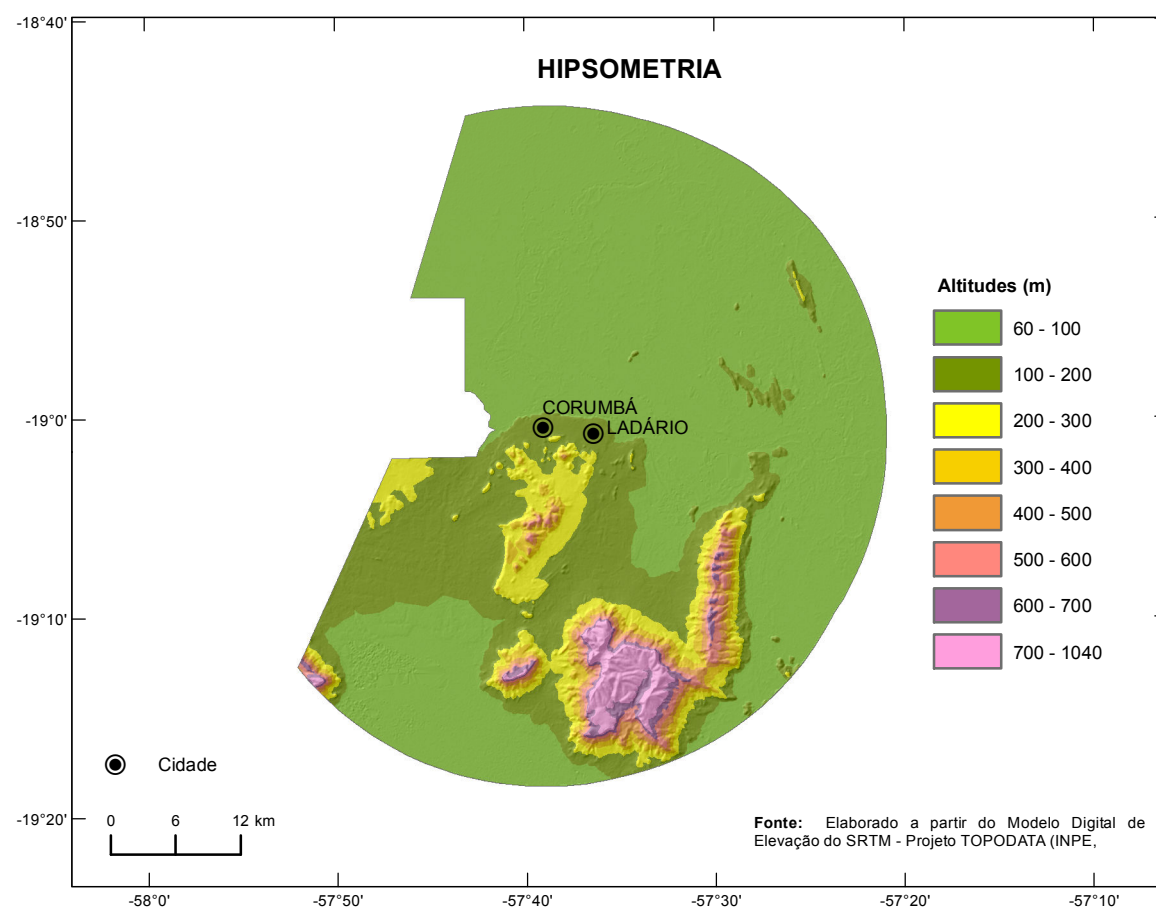 HIPSOMETRIA
-18°40'
-18°50'
-19°0'
-19°10'
-19°20'
CORUMBÁ
LADÁRIO
Altitudes (m)
60 - 100
100 - 200
200 - 300
300 - 400
400 - 500
500 - 600
600 - 700
700 - 1040
Cidade
0 6 12 km
Fonte: Elaborado a partir do Modelo Digital de
Elevação do SRTM - Projeto TOPODATA (INPE,
-58°0' -57°50' -57°40' -57°30' -57°20' -57°10'